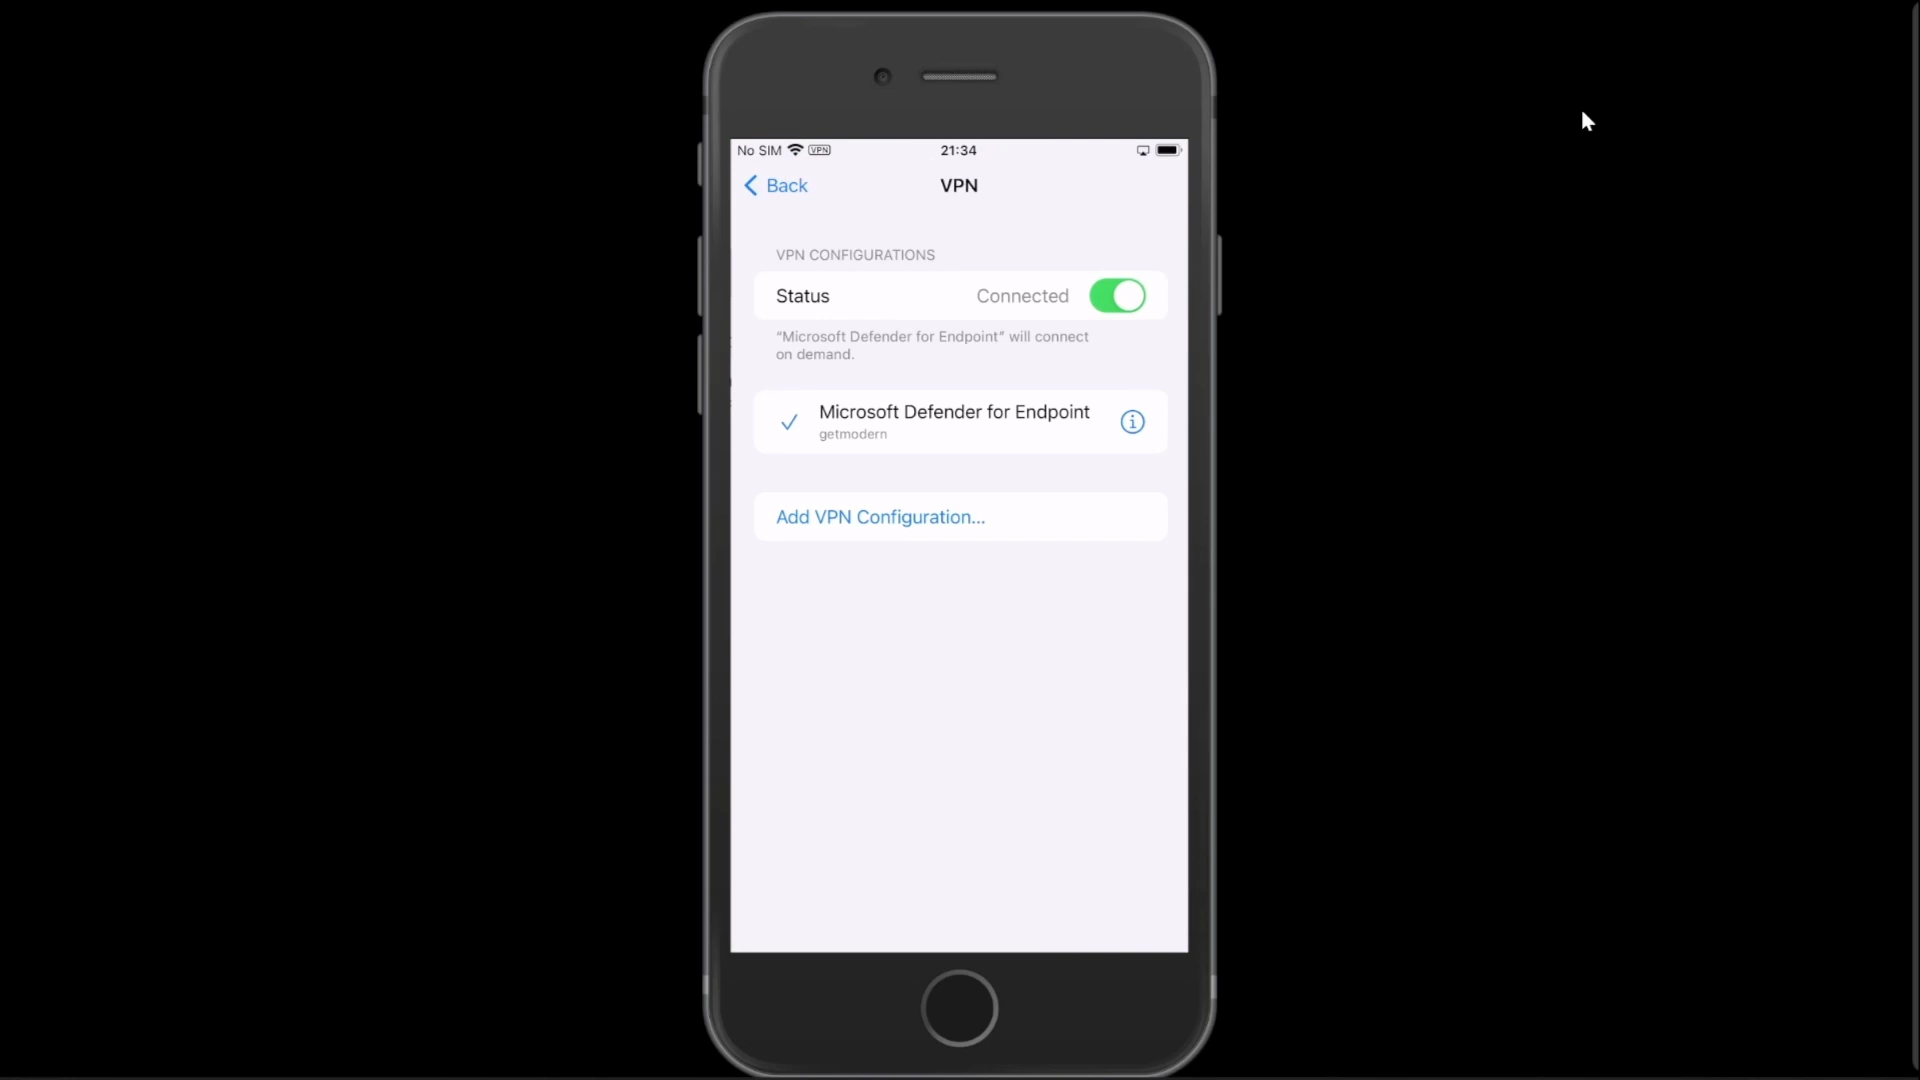 No SIM VPN 21:34
Back VPN
VPN CONFIGURATIONS
Status Connected
“Microsoft Defender for Endpoint” will connect
on demand.
Microsoft Defender for Endpoint
getmodern
Add VPN Configuration...